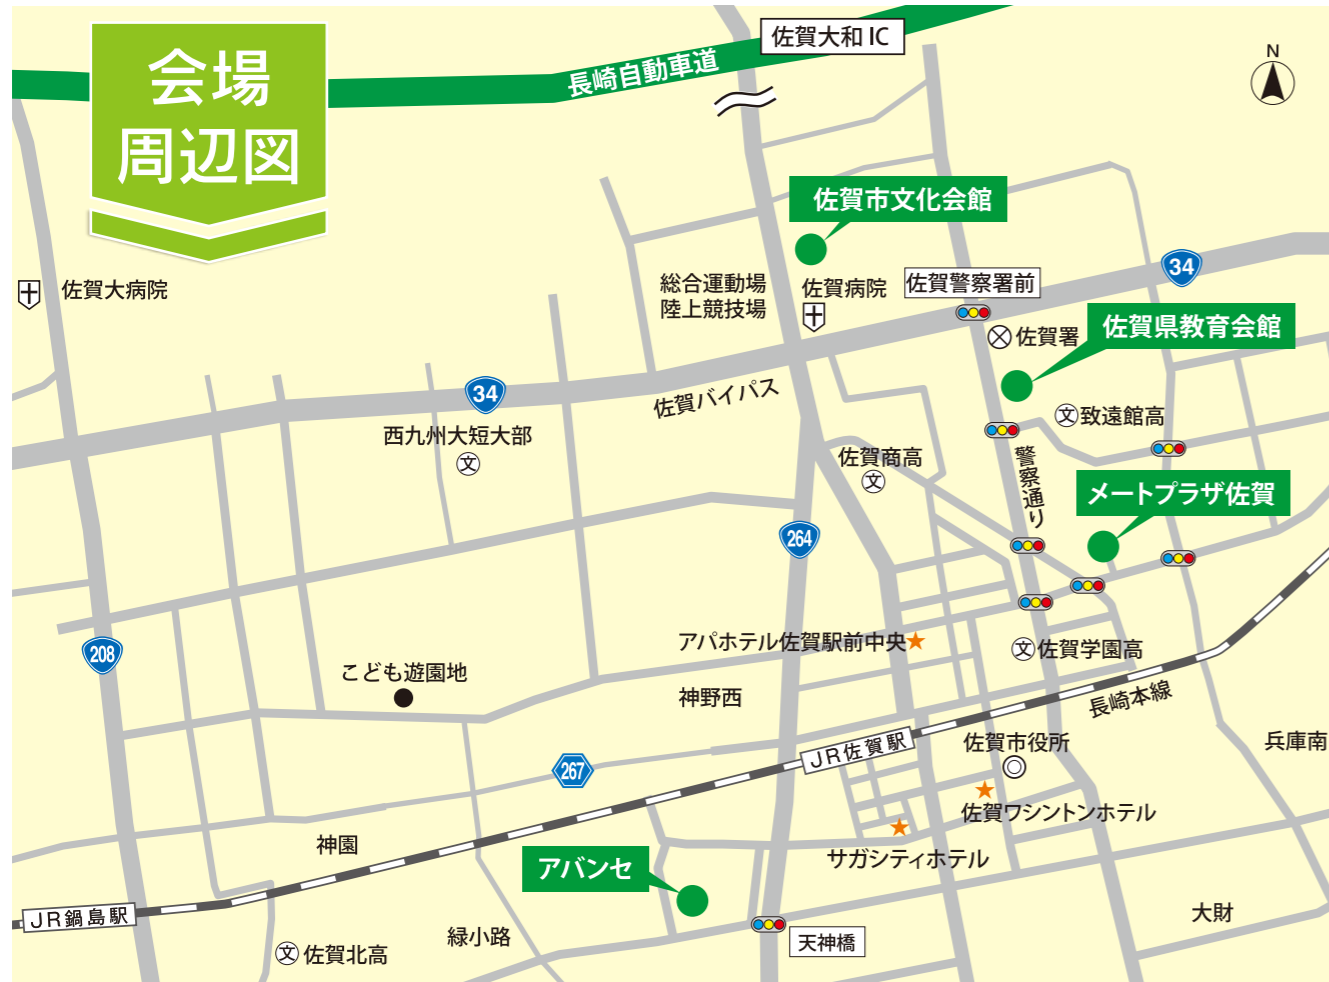 会場
周辺図
佐賀大和 IC
長崎自動車道
N
佐賀市文化会館
佐賀大病院
総合運動場
陸上競技場
佐賀病院
佐賀警察署前
34
佐賀署
佐賀県教育会館
34
佐賀バイパス
西九州大短大部
文
文致遠館高
佐賀商高
文
警察通り
メートプラザ佐賀
264
アパホテル佐賀駅前中央
文佐賀学園高
208
こども遊園地
神野西
長崎本線
JR佐賀駅
佐賀市役所
兵庫南
267
佐賀ワシントンホテル
神園
サガシティホテル
アバンセ
JR鍋島駅
緑小路
文佐賀北高
天神橋
大財